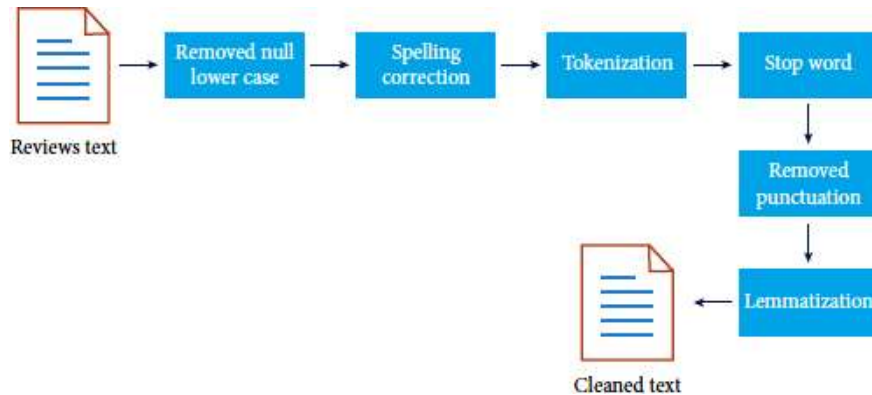 Reviews text
Removed null
lower case
Spelling
correction
Tokenization
Stop word
Removed
punctuation
Lemmatization
Cleaned text